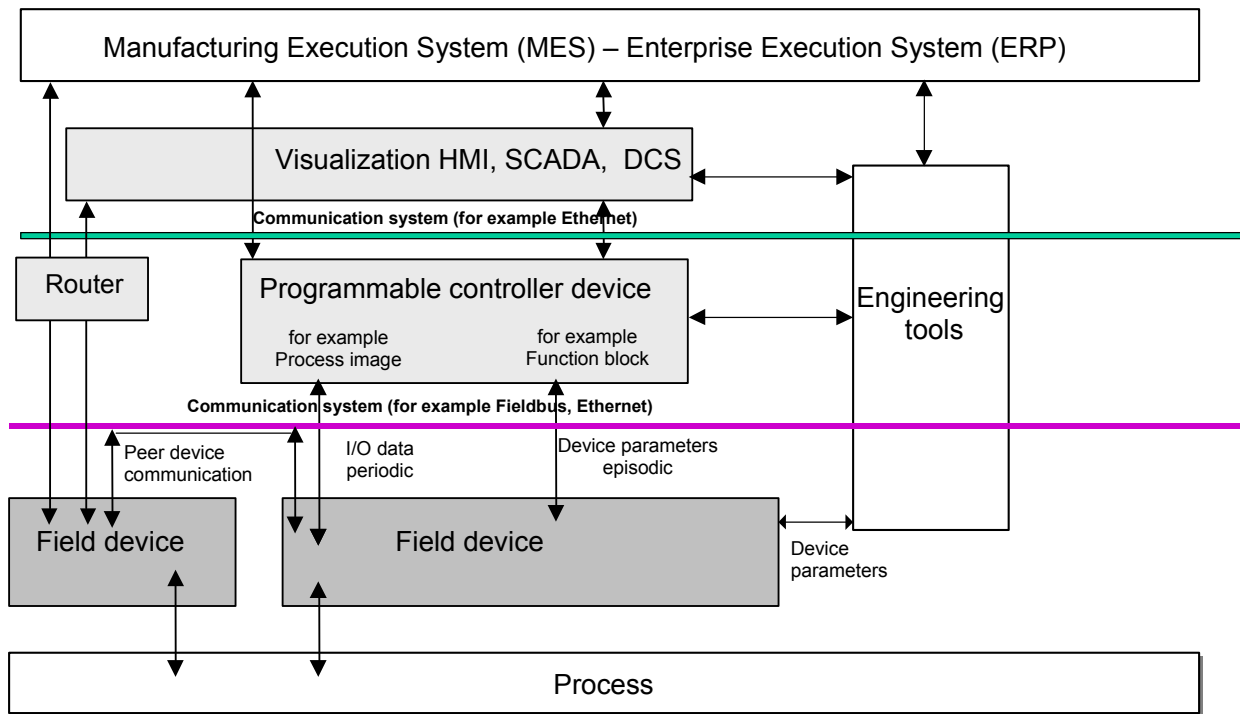 Manufacturing Execution System (MES) – Enterprise Execution System (ERP)
Visualization HMI, SCADA, DCS
Communication system (for example Ethernet)
Router
Programmable controller device
for example
Process image
for example
Function block
Engineering
tools
Communication system (for example Fieldbus, Ethernet)
Peer device
communication
I/O data
periodic
Device parameters
episodic
Field device
Field device
Device
parameters
Process